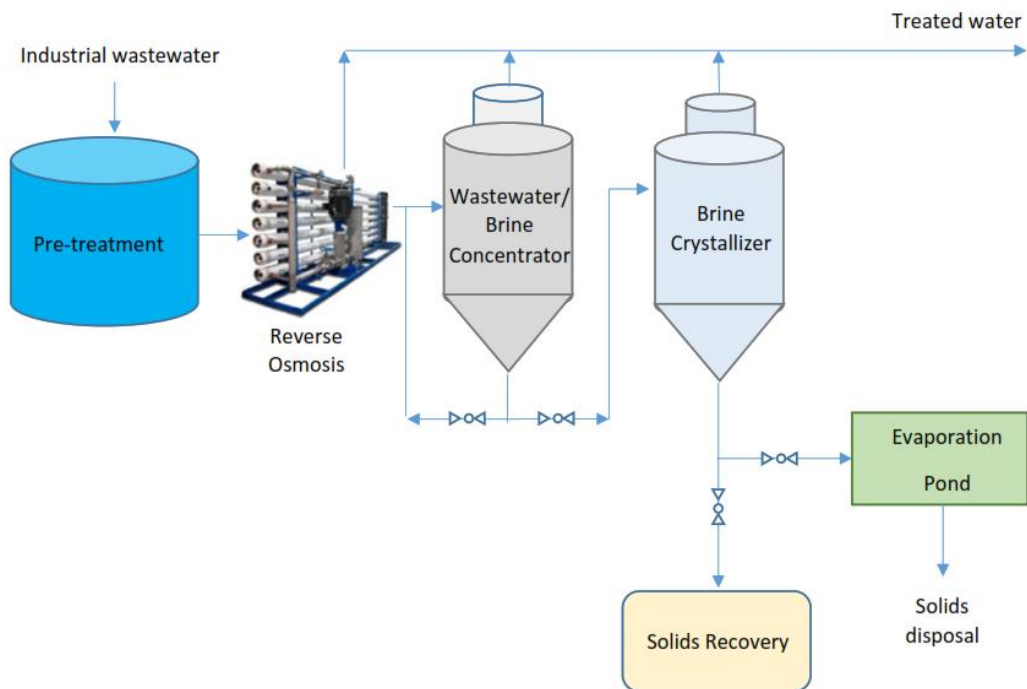 Treated water
Industrial wastewater
Pre-treatment
Reverse
Osmosis
Wastewater/
Brine
Concentrator
Brine
Crystallizer
Evaporation
Pond
Solids Recovery
Solids
disposal